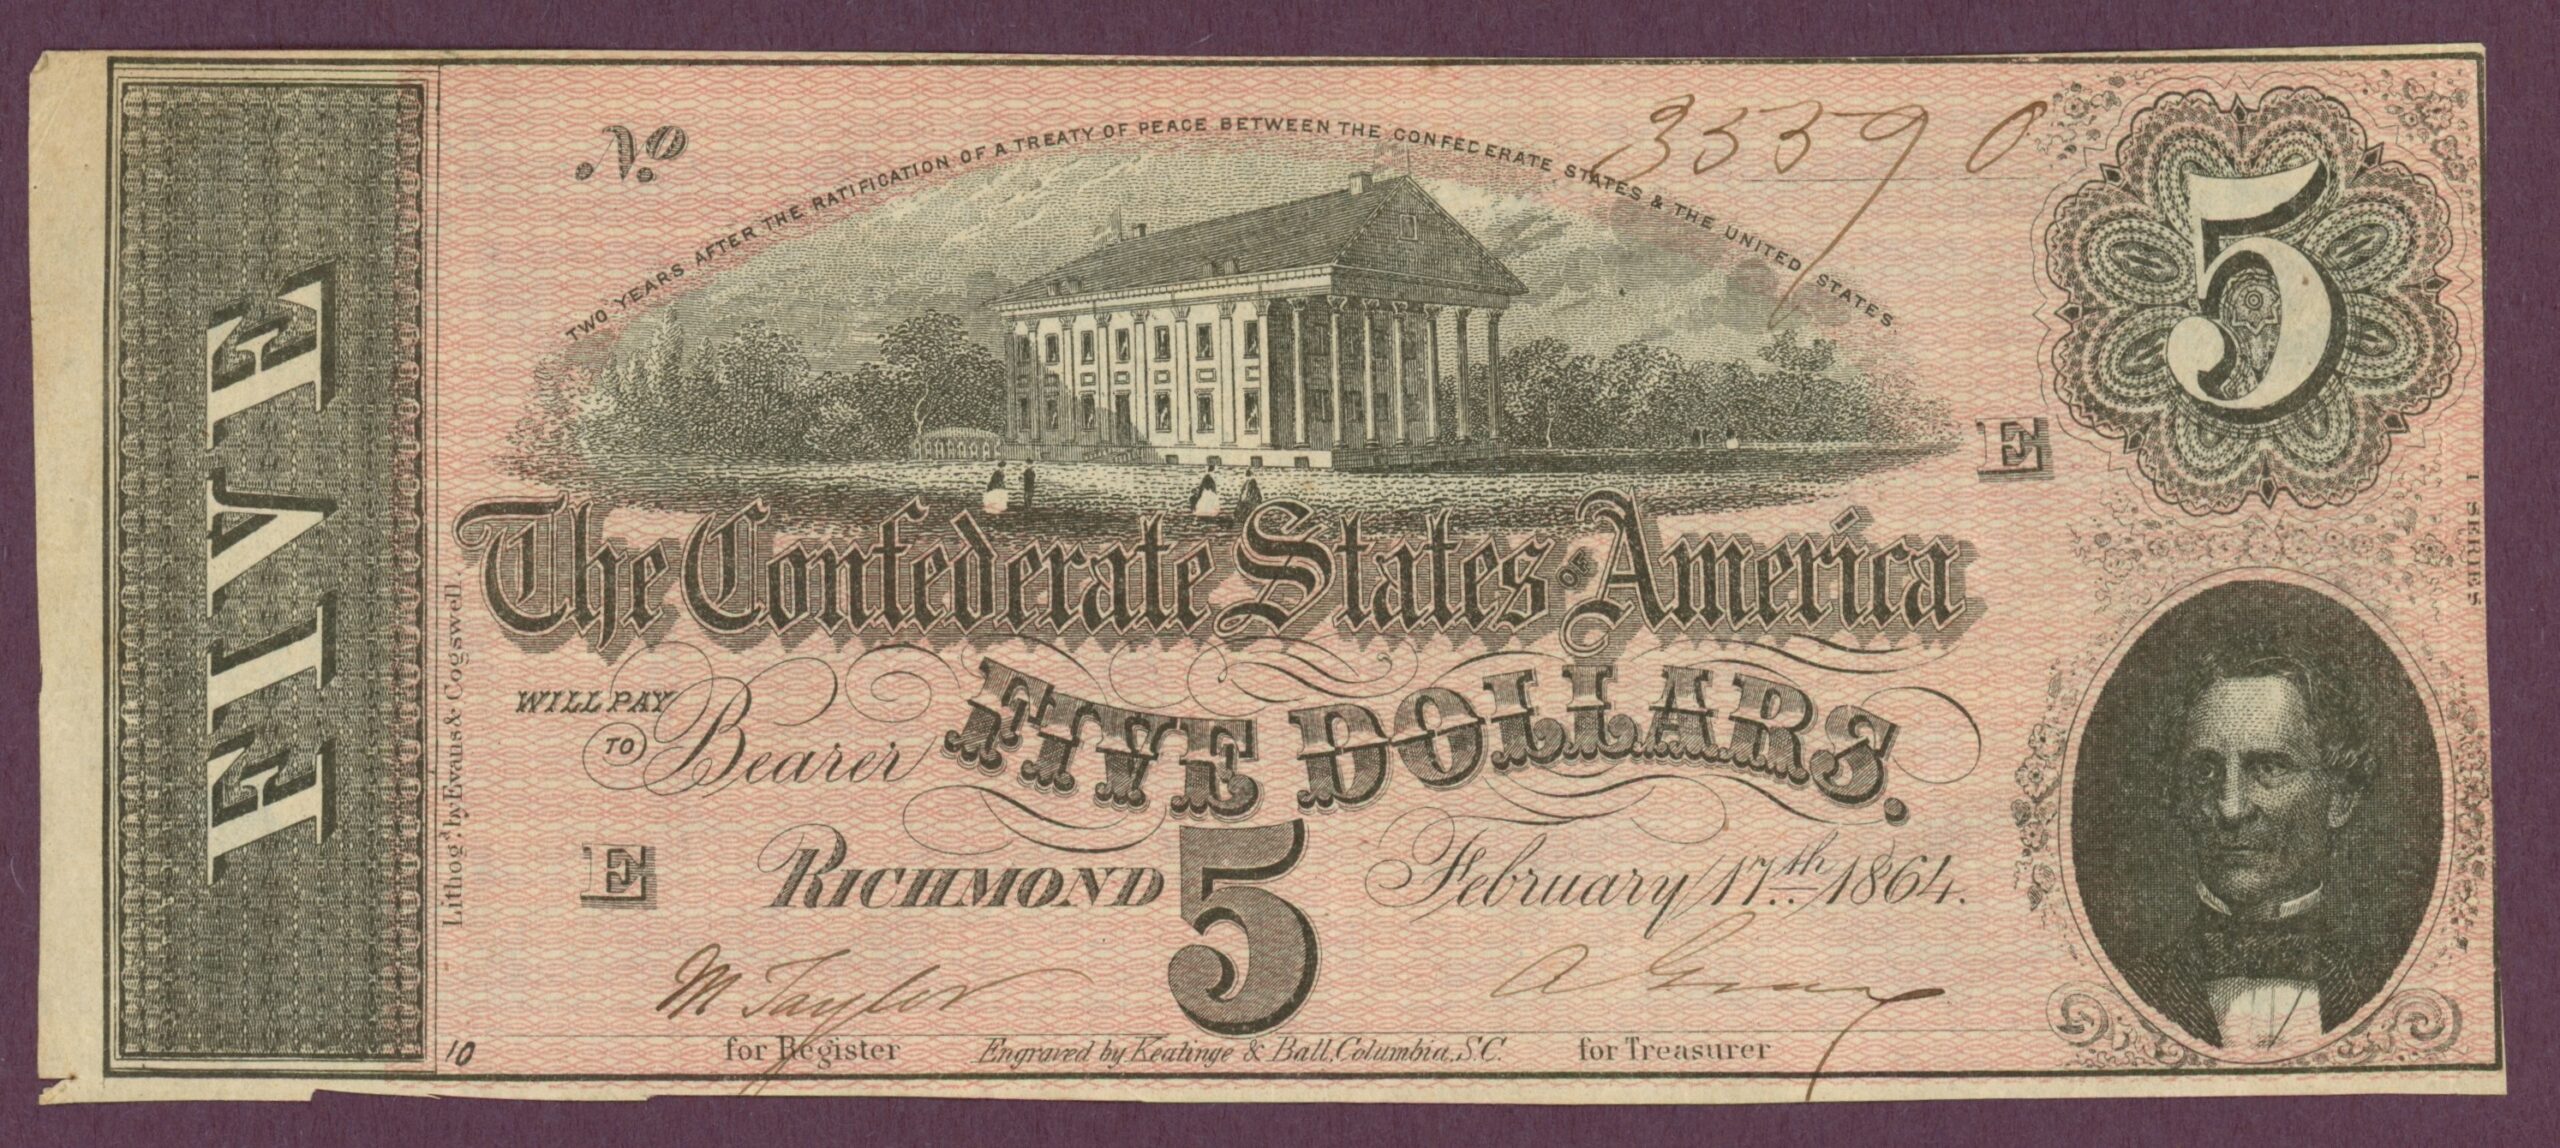 No
TWO YEARS AFTER THE RATIFICATION OF A TREATY OF PEACE BETWEEN THE CONFEDERATE STATES & THE UNITED STATES.
5
FIVE
E
1 SERIES
The Confederate States OF America
Lithogd. by Evans & Cogswell.
WILL PAY
TO Bearer FIVE DOLLARS.
E RICHMOND 5 February 17th 1864.
M Taylor
10 for Register Engraved by Keatinge & Ball, Columbia, S.C. for Treasurer